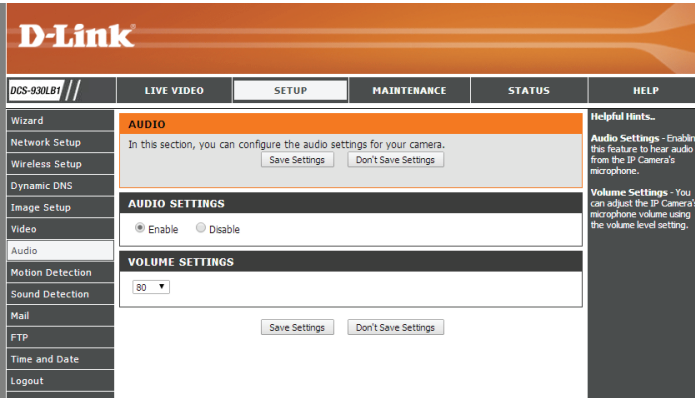 D-Link
DCS-930LB1 //
LIVE VIDEO
SETUP
MAINTENANCE
STATUS
HELP
Wizard
Network Setup
Wireless Setup
Dynamic DNS
Image Setup
Video
Audio
Motion Detection
Sound Detection
Mail
FTP
Time and Date
Logout
AUDIO
In this section, you can configure the audio settings for your camera.
Save Settings
Don't Save Settings
AUDIO SETTINGS
Enable
Disable
VOLUME SETTINGS
80
Save Settings
Don't Save Settings
Helpful Hints..
Audio Settings - Enablin
this feature to hear audio
from the IP Camera's
microphone.
Volume Settings - You
can adjust the IP Camera's
microphone volume using
the volume level setting.